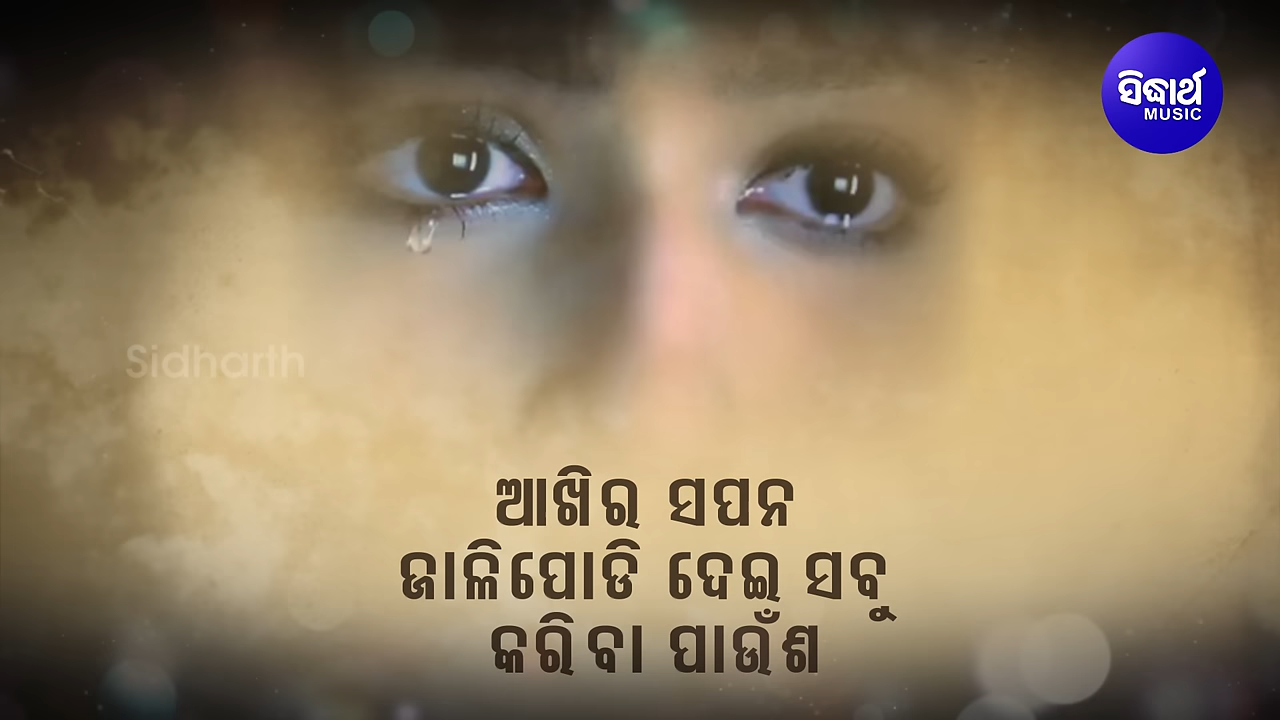 ସିଦ୍ଧାର୍ଥ
MUSIC
Sidharth
ଆଖିର ସପନ
ଜାଳିପୋଡି ଦେଇ ସବୁ
କରିବା ପାଉଁଶ